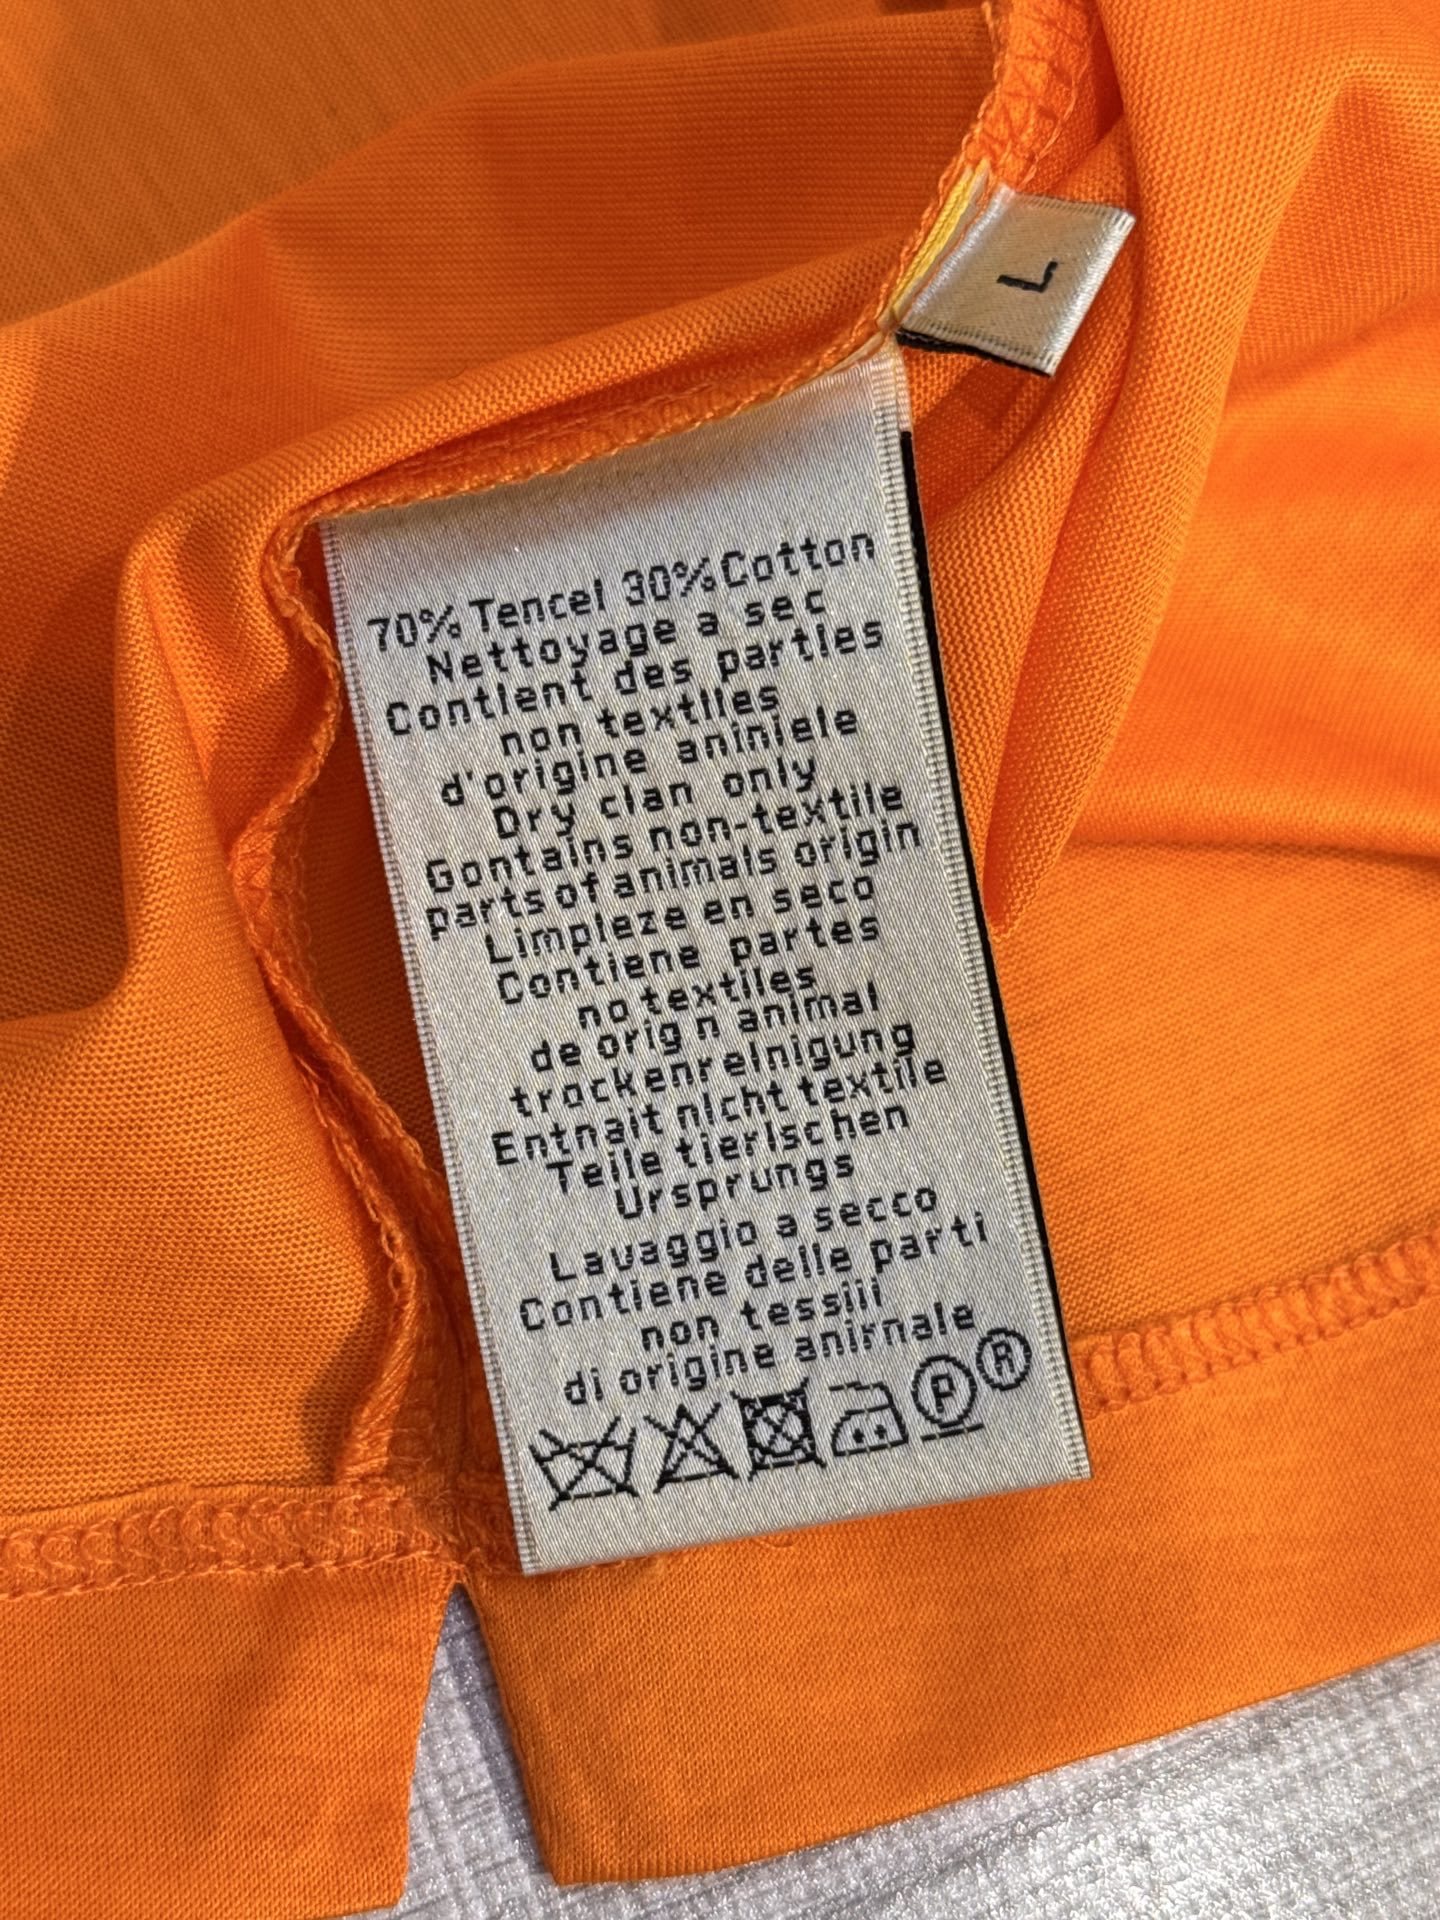 L
70% Tencel 30% Cotton
Nettoyage a sec
Contient des parties
non textlles
d'origine aniniele
Dry clan only
Gontains non-textile
parts of animals origin
Limpleze en seco
Contiene partes
no textiles
de orig n animal
trockenreinigung
Entnait nicht textile
Teile tierischen
Ursprungs
Lavaggio a secco
Contiene delle parti
non tessiii
di origine anirnale
P R